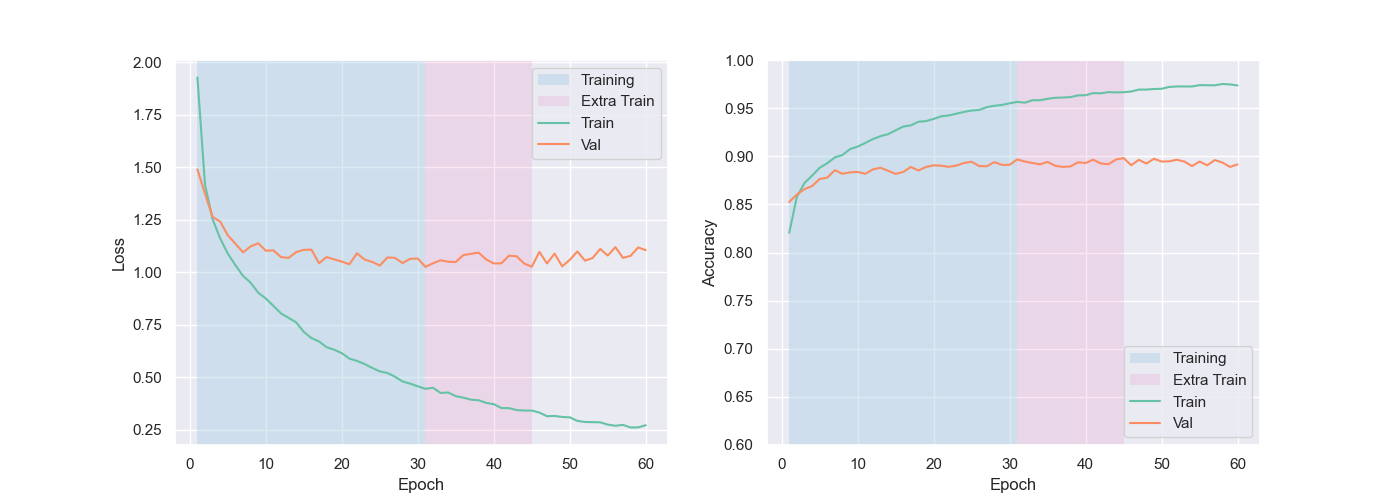 2.00
1.75
1.50
1.25
1.00
0.75
0.50
0.25
Loss
0 10 20 30 40 50 60
Epoch
Training
Extra Train
Train
Val
1.00
0.95
0.90
0.85
0.80
0.75
0.70
0.65
0.60
Accuracy
0 10 20 30 40 50 60
Epoch
Training
Extra Train
Train
Val